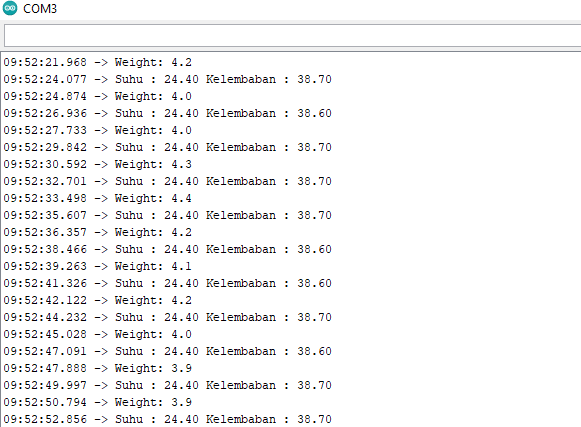 COM3
09:52:21.968 -> Weight: 4.2
09:52:24.077 -> Suhu : 24.40 Kelembaban : 38.70
09:52:24.874 -> Weight: 4.0
09:52:26.936 -> Suhu : 24.40 Kelembaban : 38.60
09:52:27.733 -> Weight: 4.0
09:52:29.842 -> Suhu : 24.40 Kelembaban : 38.70
09:52:30.592 -> Weight: 4.3
09:52:32.701 -> Suhu : 24.40 Kelembaban : 38.70
09:52:33.498 -> Weight: 4.4
09:52:35.607 -> Suhu : 24.40 Kelembaban : 38.70
09:52:36.357 -> Weight: 4.2
09:52:38.466 -> Suhu : 24.40 Kelembaban : 38.60
09:52:39.263 -> Weight: 4.1
09:52:41.326 -> Suhu : 24.40 Kelembaban : 38.60
09:52:42.122 -> Weight: 4.2
09:52:44.232 -> Suhu : 24.40 Kelembaban : 38.70
09:52:45.028 -> Weight: 4.0
09:52:47.091 -> Suhu : 24.40 Kelembaban : 38.60
09:52:47.888 -> Weight: 3.9
09:52:49.997 -> Suhu : 24.40 Kelembaban : 38.70
09:52:50.794 -> Weight: 3.9
09:52:52.856 -> Suhu : 24.40 Kelembaban : 38.70